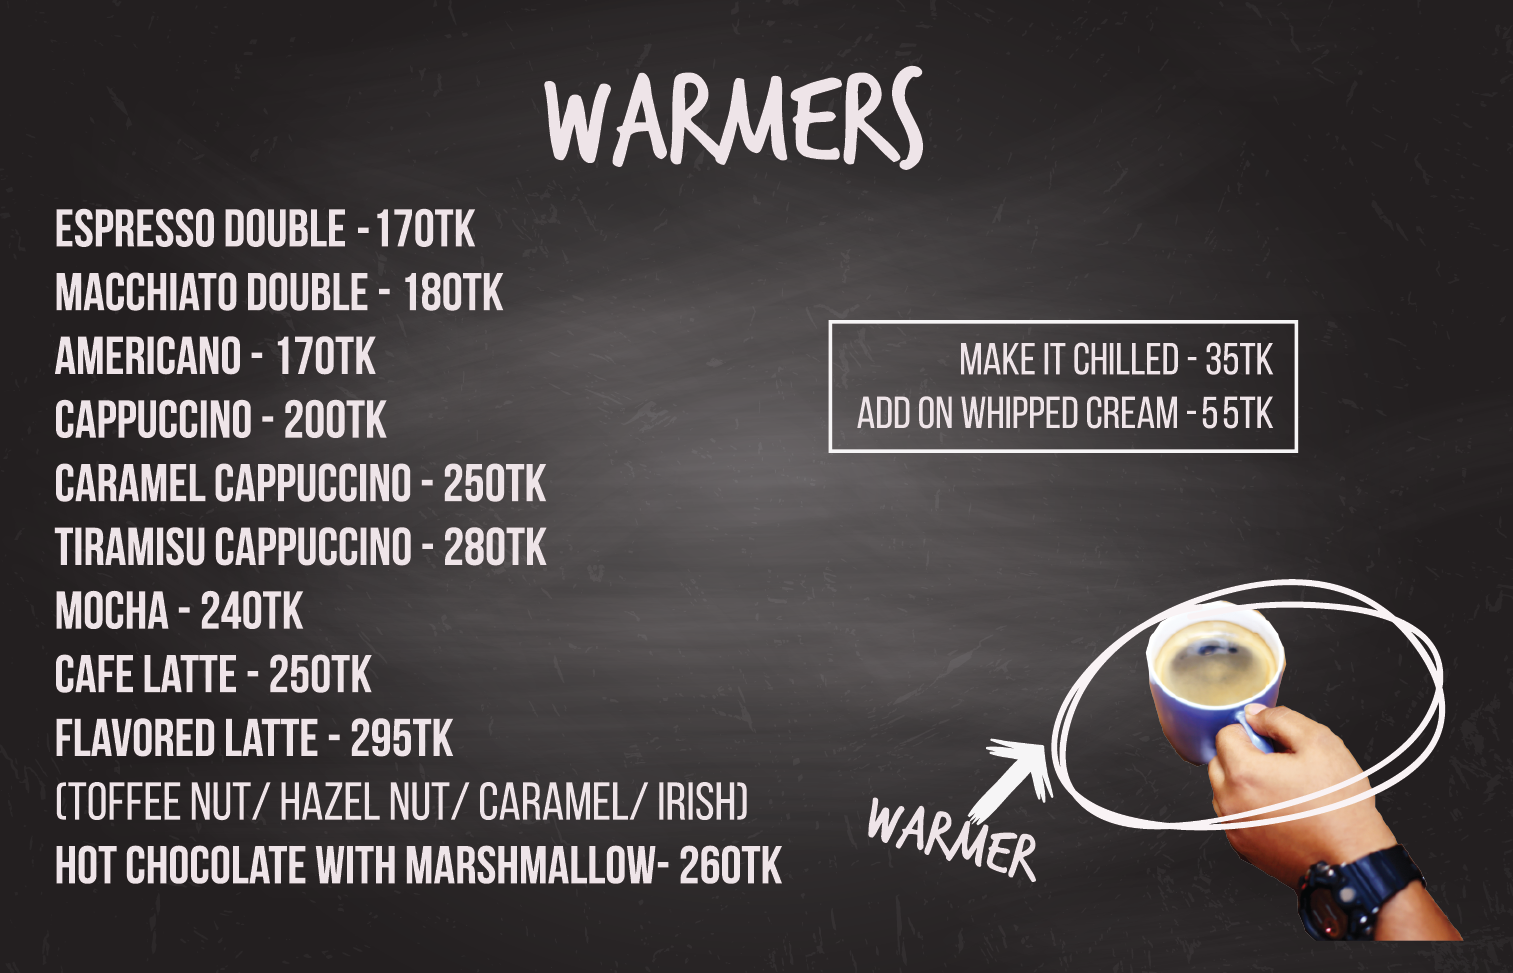 WARMERS
ESPRESSO DOUBLE -170TK
MACCHIATO DOUBLE - 180TK
AMERICANO - 170TK
CAPPUCCINO - 200TK
CARAMEL CAPPUCCINO - 250TK
TIRAMISU CAPPUCCINO - 280TK
MOCHA - 240TK
CAFE LATTE - 250TK
FLAVORED LATTE - 295TK
(TOFFEE NUT/ HAZEL NUT/ CARAMEL/ IRISH)
HOT CHOCOLATE WITH MARSHMALLOW- 260TK
MAKE IT CHILLED - 35TK
ADD ON WHIPPED CREAM -55TK
WARMER